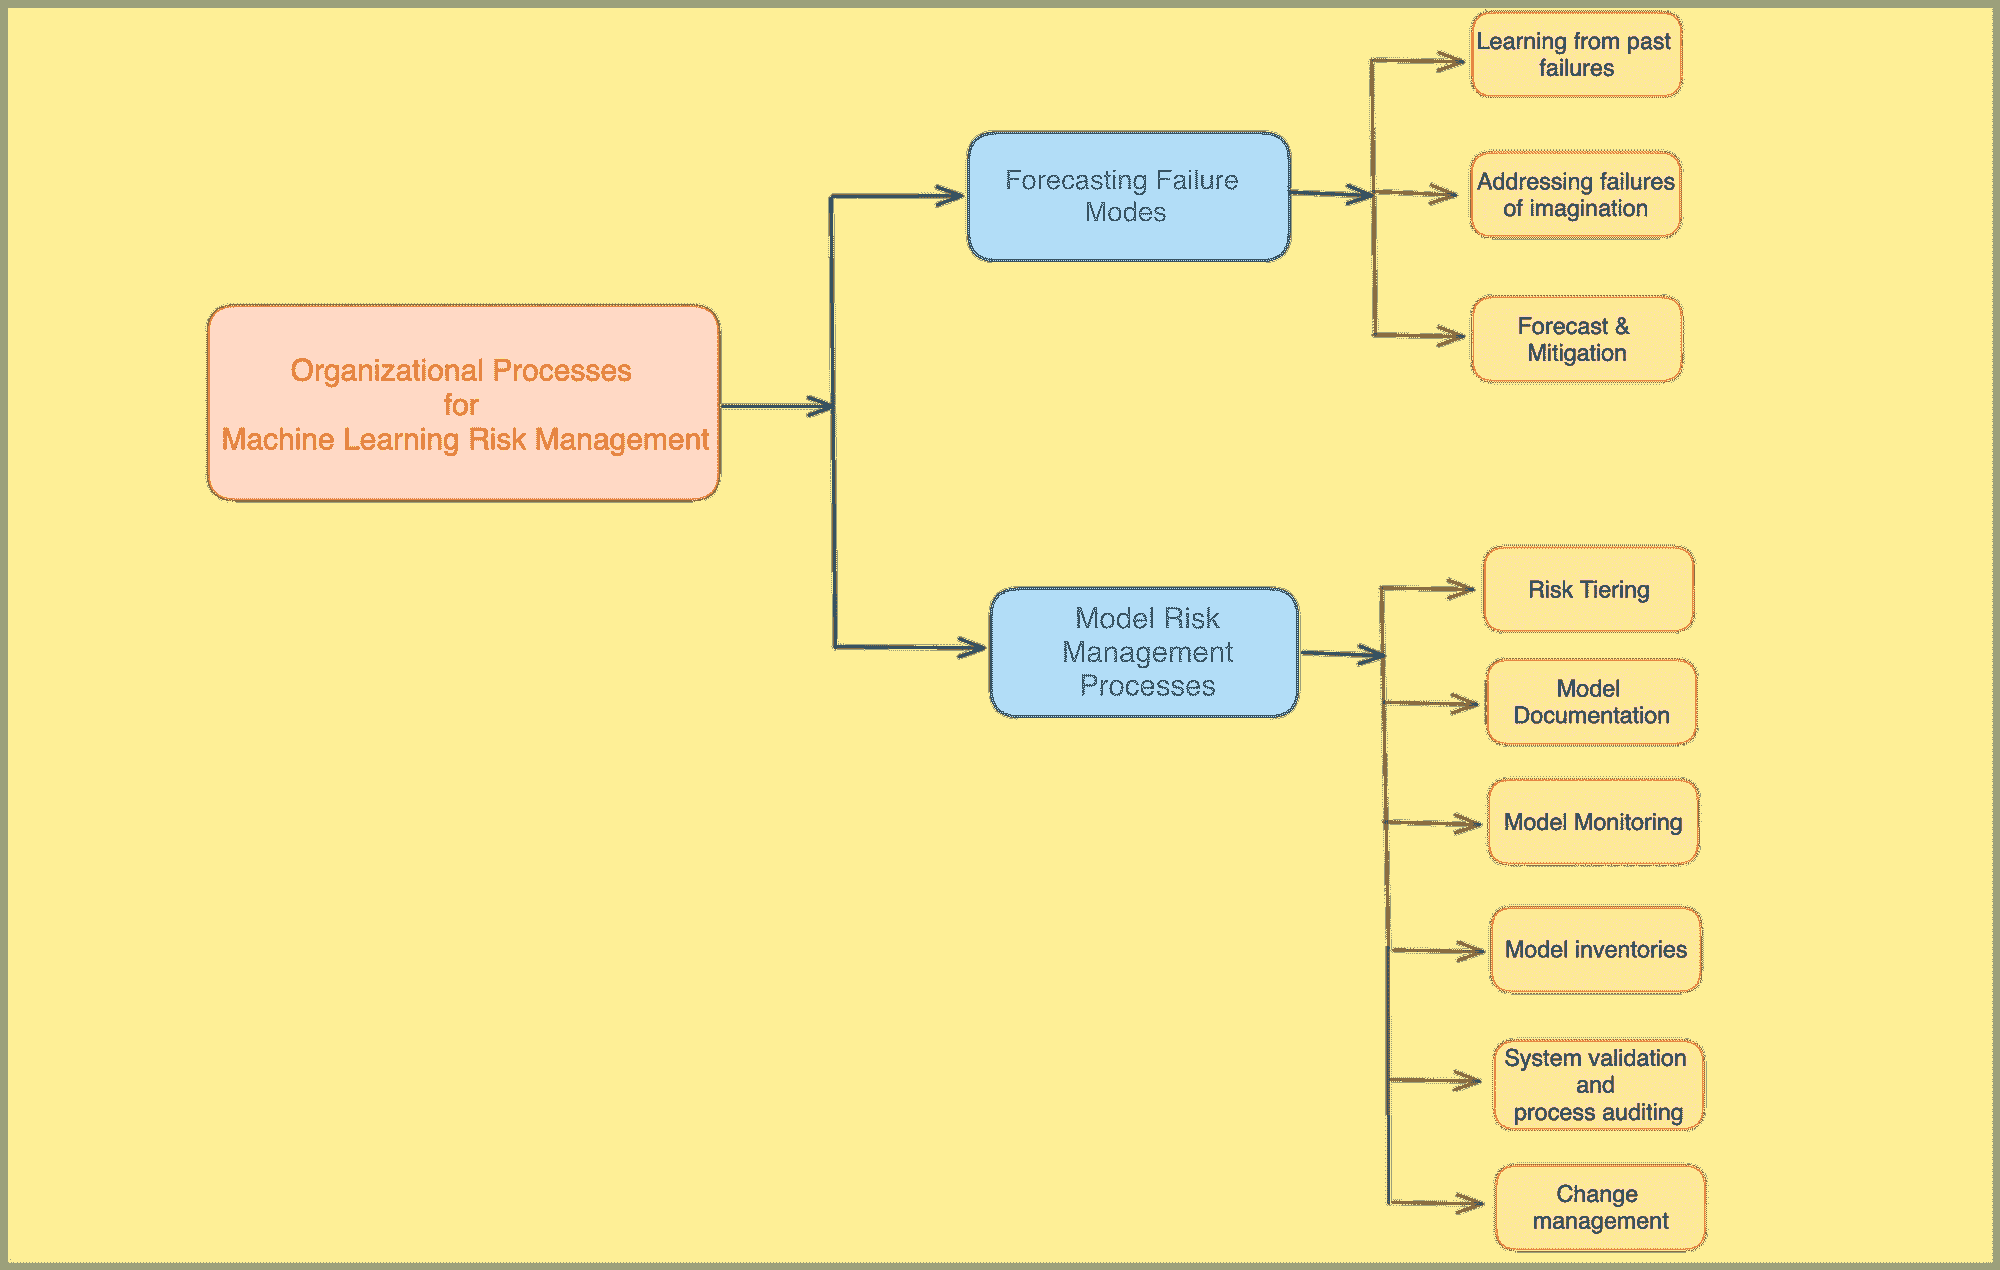 Organizational Processes
for
Machine Learning Risk Management
Forecasting Failure
Modes
Learning from past
failures
Addressing failures
of imagination
Forecast &
Mitigation
Model Risk
Management
Processes
Risk Tiering
Model
Documentation
Model Monitoring
Model inventories
System validation
and
process auditing
Change
management